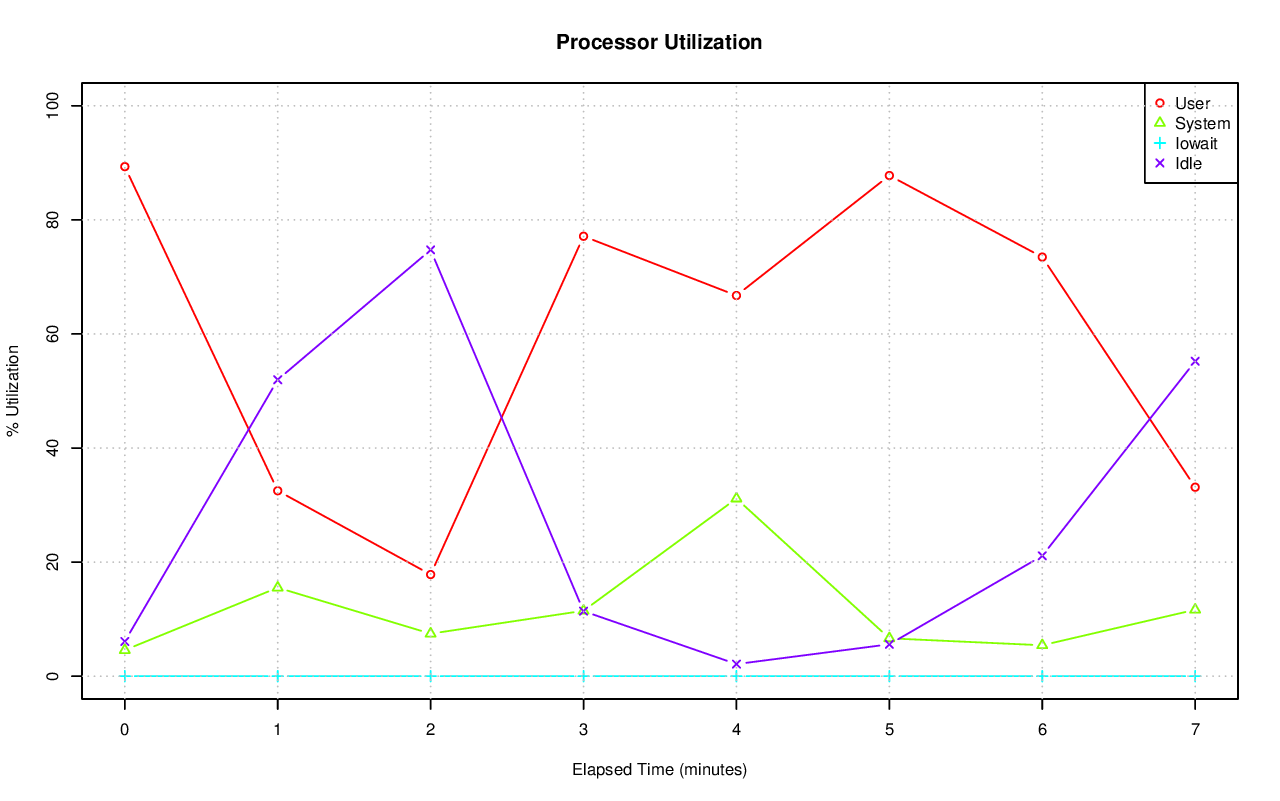 Processor Utilization
100
80
60
40
20
0
% Utilization
User
System
Iowait
Idle
0 1 2 3 4 5 6 7
Elapsed Time (minutes)